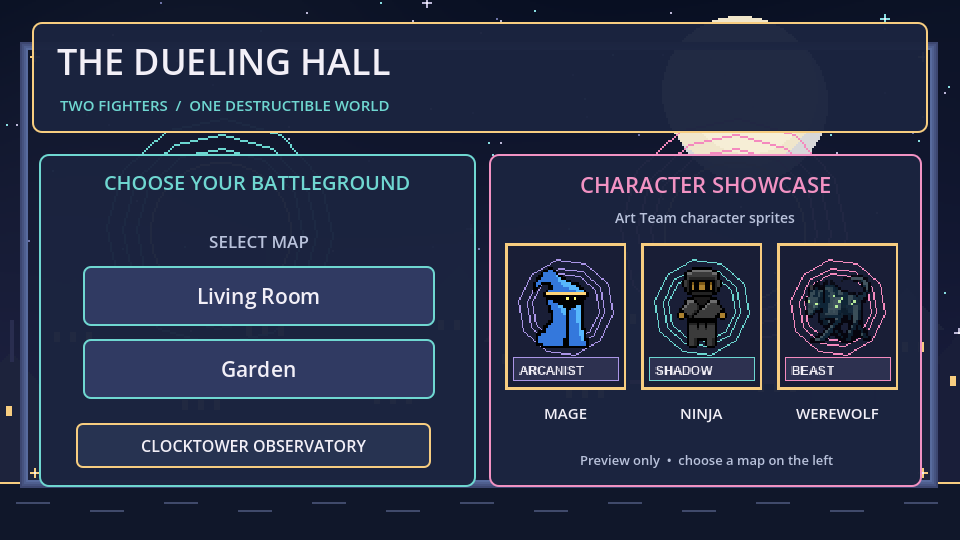 THE DUELING HALL
TWO FIGHTERS / ONE DESTRUCTIBLE WORLD
CHOOSE YOUR BATTLEGROUND
SELECT MAP
Living Room
Garden
CLOCKTOWER OBSERVATORY
CHARACTER SHOWCASE
Art Team character sprites
ARCANIST
SHADOW
BEAST
MAGE
NINJA
WEREWOLF
Preview only • choose a map on the left